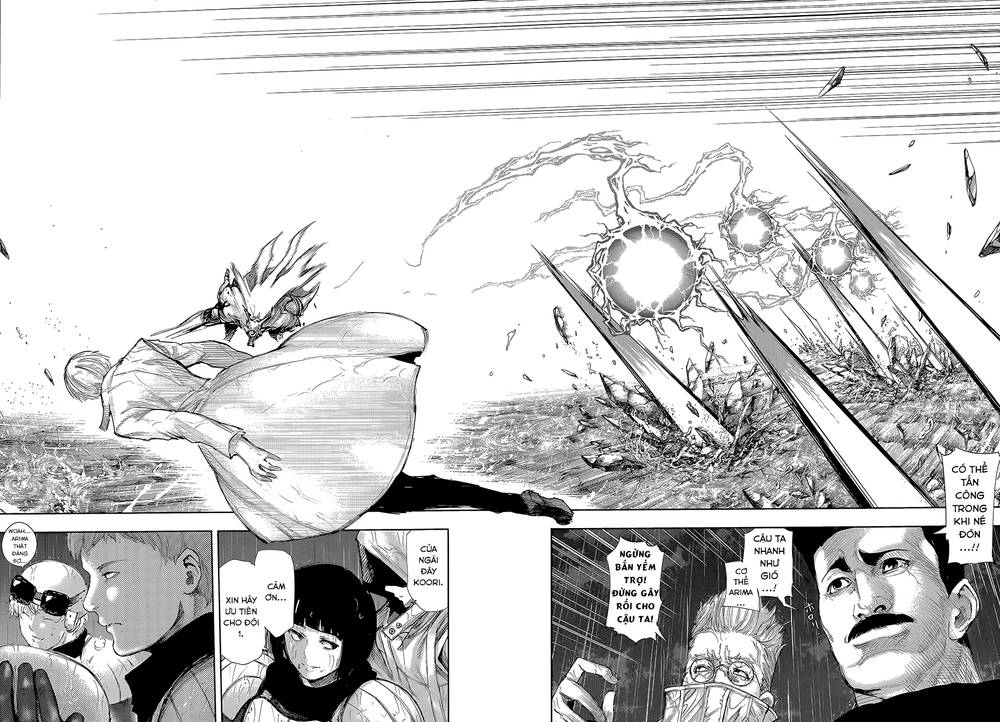 CÓ THỂ
TẤN
CÔNG
TRONG
KHI NÉ
ĐÒN
...!!
CẬU TA
NHANH
NHƯ
GIÓ
...!
CƠ
THỂ
ARIMA
...
NGỪNG
BẮN YỂM
TRỢ!
ĐỪNG GÂY
RỐI CHO
CẬU TA!
CỦA
NGÀI ĐÂY
KOORI.
CẢM
ƠN...
XIN HÃY
ƯU TIÊN
CHO ĐỘI
1.
WOAH...
ARIMA
THẬT
ĐÁNG
SỢ...